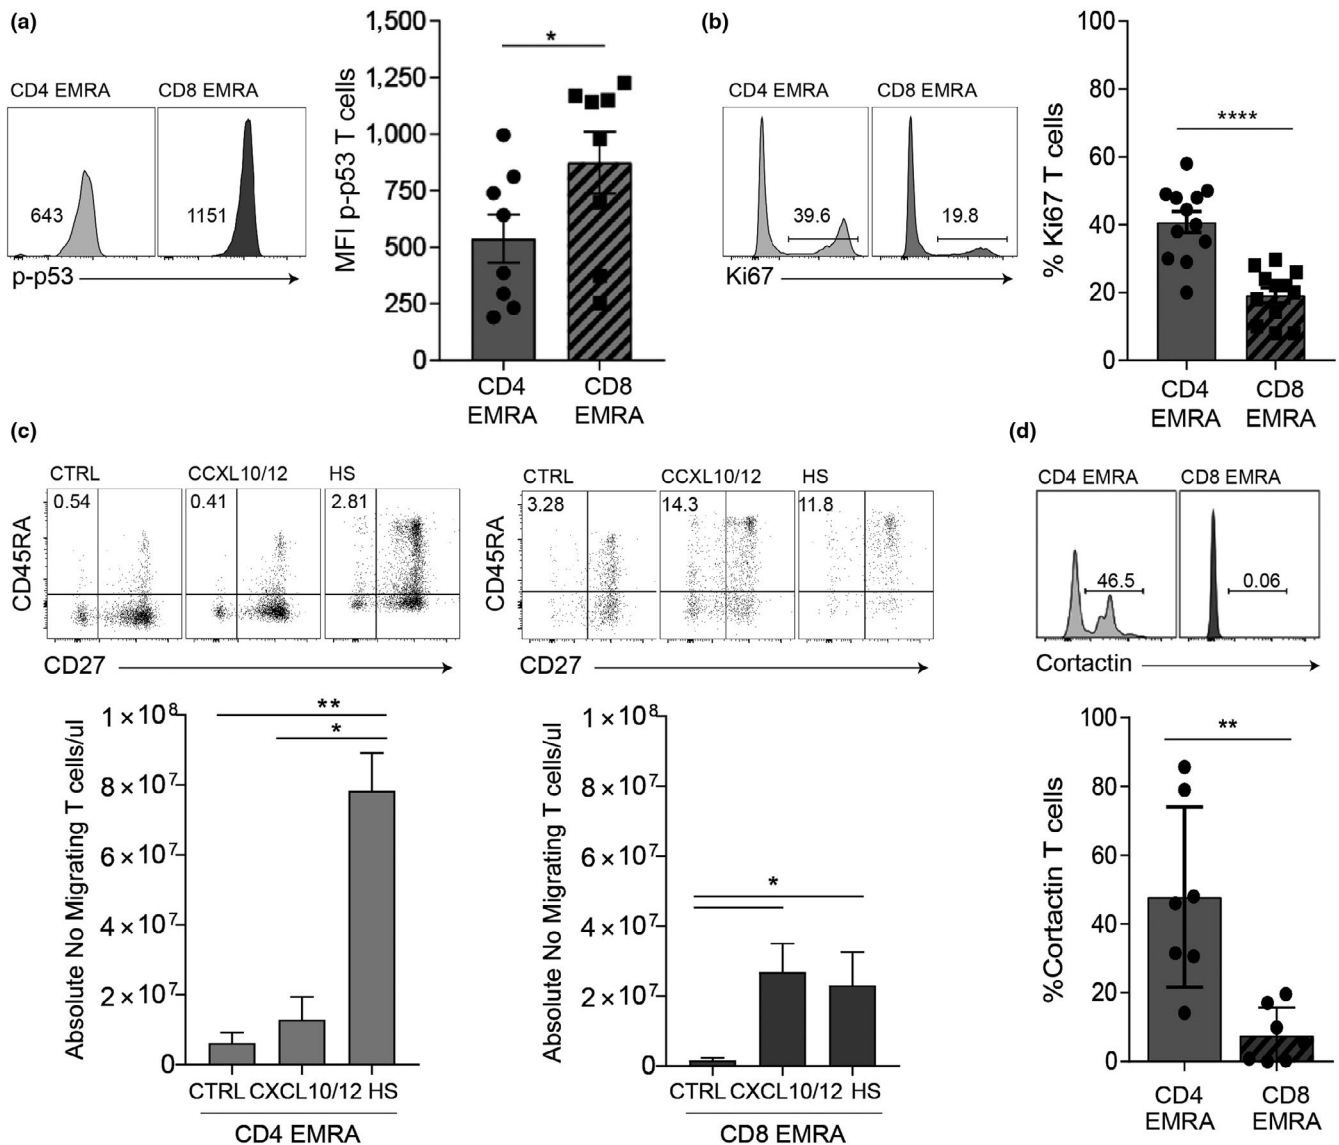 (a)
CD4 EMRA
CD8 EMRA
643
1151
p-p53
MFI p-p53 T cells
1,500
1,250
1,000
750
500
250
0
*
CD4
EMRA
CD8
EMRA
(b)
CD4 EMRA
CD8 EMRA
39.6
19.8
Ki67
% Ki67 T cells
100
80
60
40
20
0
****
CD4
EMRA
CD8
EMRA
(c)
CTRL
CCXL10/12
HS
0.54
0.41
2.81
CD45RA
CD27
CTRL
CCXL10/12
HS
3.28
14.3
11.8
CD45RA
CD27
Absolute No Migrating T cells/ul
1×10⁸
8×10⁷
6×10⁷
4×10⁷
2×10⁷
0
**
*
CTRL CXCL10/12 HS
CD4 EMRA
Absolute No Migrating T cells/ul
1×10⁸
8×10⁷
6×10⁷
4×10⁷
2×10⁷
0
*
CTRL CXCL10/12 HS
CD8 EMRA
(d)
CD4 EMRA
CD8 EMRA
46.5
0.06
Cortactin
%Cortactin T cells
100
80
60
40
20
0
**
CD4
EMRA
CD8
EMRA